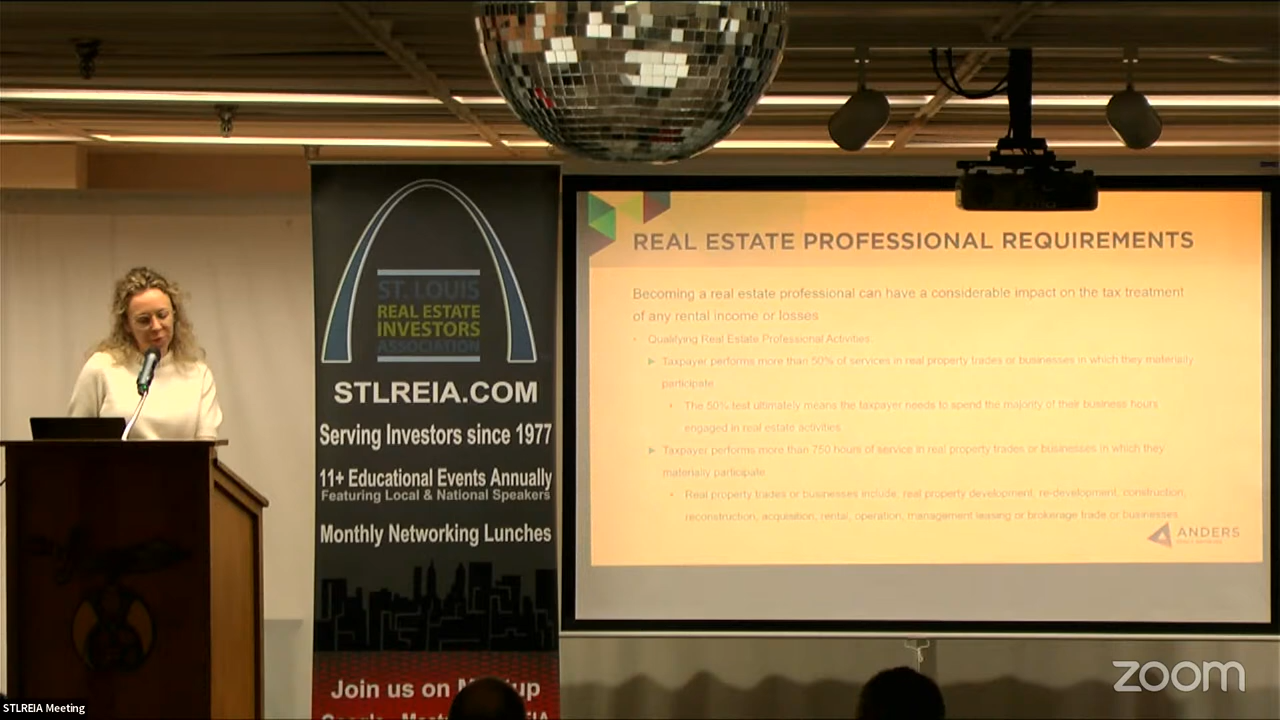 ST. LOUIS
REAL ESTATE
INVESTORS
ASSOCIATION
STLREIA.COM
Serving Investors since 1977
11+ Educational Events Annually
Featuring Local & National Speakers
Monthly Networking Lunches
Join us on
REAL ESTATE PROFESSIONAL REQUIREMENTS
Becoming a real estate professional can have a considerable impact on the tax treatment
of any rental income or losses
• Qualifying Real Estate Professional Activities:
Taxpayer performs more than 50% of services in real property trades or businesses in which they materially
participate
• The 50% test ultimately means the taxpayer needs to spend the majority of their business hours
engaged in real estate activities.
Taxpayer performs more than 750 hours of service in real property trades or businesses in which they
materially participate
• Real property trades or businesses include, real property development, re-development, construction,
reconstruction, acquisition, rental, operation, management leasing or brokerage trade or businesses
ANDERS
zoom
STLREIA Meeting